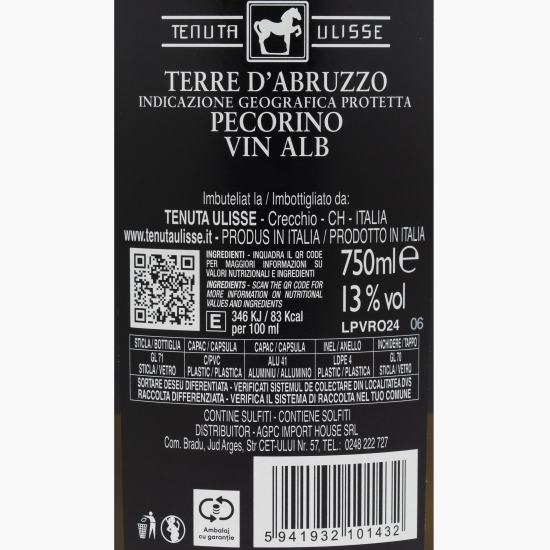 TENUTA ULISSE
TERRE D'ABRUZZO
INDICAZIONE GEOGRAFICA PROTETTA
PECORINO
VIN ALB
Imbuteliat la / Imbottigliato da:
TENUTA ULISSE - Crecchio - CH - ITALIA
www.tenutaulisse.it - PRODUS IN ITALIA / PRODOTTO IN ITALIA
INGREDIENTI - INQUADRA IL QR CODE
PER MAGGIORI INFORMAZIONI SU
VALORI NUTRIZIONALI E INGREDIENTI
INGREDIENTS - SCAN THE QR CODE FOR
MORE INFORMATION ON NUTRITIONAL
VALUES AND INGREDIENTS
E 346 KJ / 83 Kcal
per 100 ml
750ml e
13% vol
LPVRO24 06
STICLA/BOTTIGLIA CAPAC/CAPSULA CAPAC/CAPSULA INEL/ANELLO INCHIDERE/TAPPO
GL 71 C/PVC ALU 41 LDPE 4 GL 70
STICLA/VETRO PLASTIC/PLASTICA ALUMINIU/ALLUMINIO PLASTIC/PLASTICA STICLA/VETRO
SORTARE DESEU DIFERENTIATA - VERIFICATI SISTEMUL DE COLECTARE DIN LOCALITATEA DVS
RACCOLTA DIFFERENZIATA - VERIFICA IL SISTEMA DI RACCOLTA NEL TUO COMUNE
CONTINE SULFITI - CONTIENE SOLFITI
DISTRIBUITOR - AGPC IMPORT HOUSE SRL
Com. Bradu, Jud Arges, Str CET-ULUI Nr. 57, TEL.: 0248 222 727
Ambalaj
cu garanție
5 941932 101432